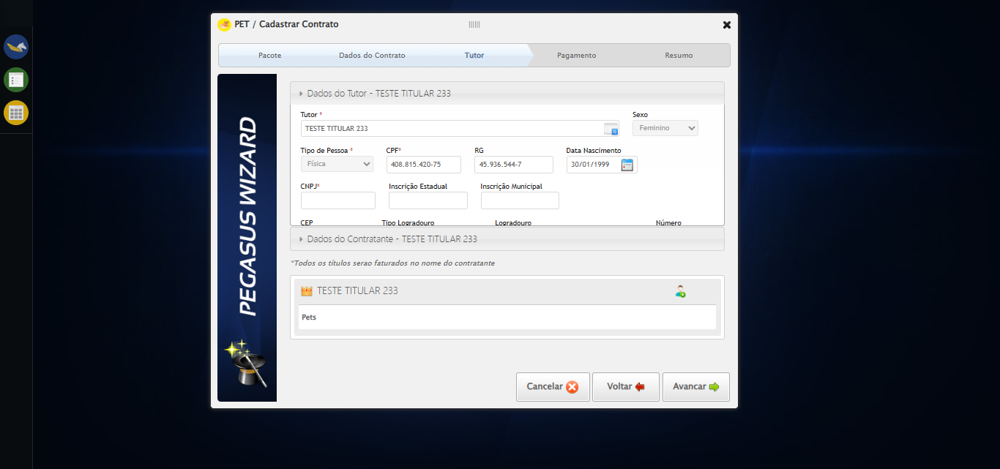 PET / Cadastrar Contrato
Pacote Dados do Contrato Tutor Pagamento Resumo
PEGASUS WIZARD
Dados do Tutor - TESTE TITULAR 233
Tutor * Sexo
TESTE TITULAR 233 Feminino
Tipo de Pessoa * CPF* RG Data Nascimento
Física 408.815.420-75 45.936.544-7 30/01/1999
CNPJ* Inscrição Estadual Inscrição Municipal
CEP Tipo Logradouro Logradouro Número
Dados do Contratante - TESTE TITULAR 233
*Todos os títulos serao faturados no nome do contratante
TESTE TITULAR 233
Pets
Cancelar Voltar Avancar